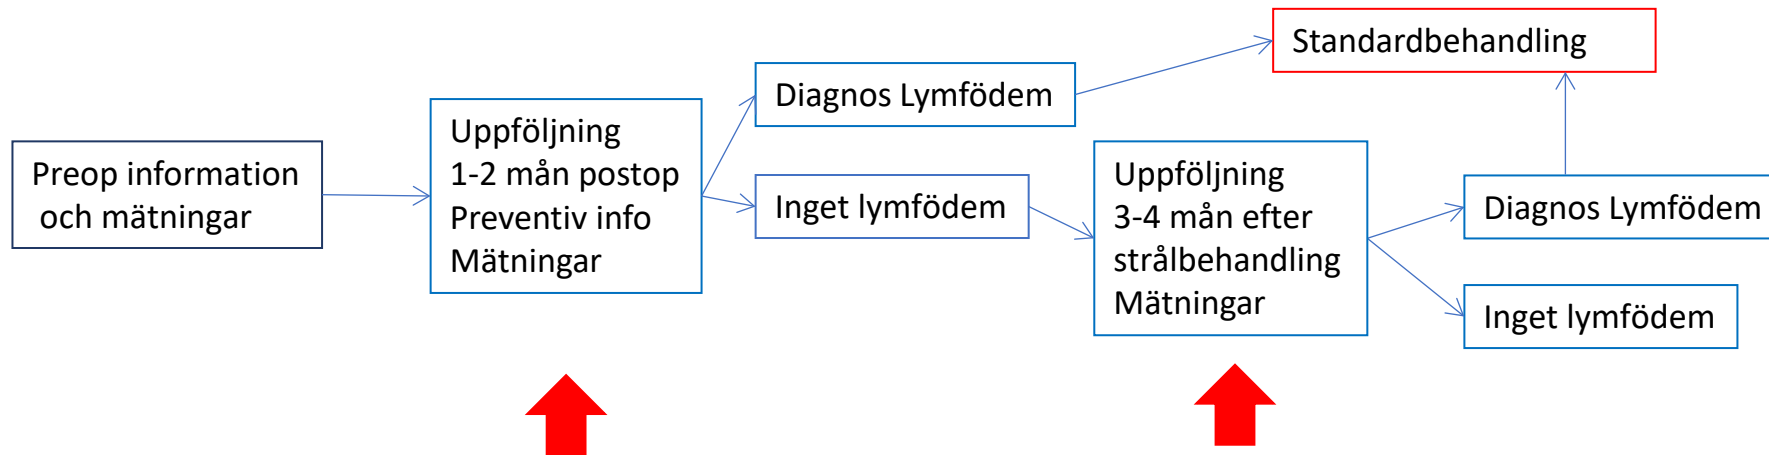 Preop information
och mätningar
Uppföljning
1-2 mån postop
Preventiv info
Mätningar
Diagnos Lymfödem
Inget lymfödem
Standardbehandling
Uppföljning
3-4 mån efter
strålbehandling
Mätningar
Diagnos Lymfödem
Inget lymfödem